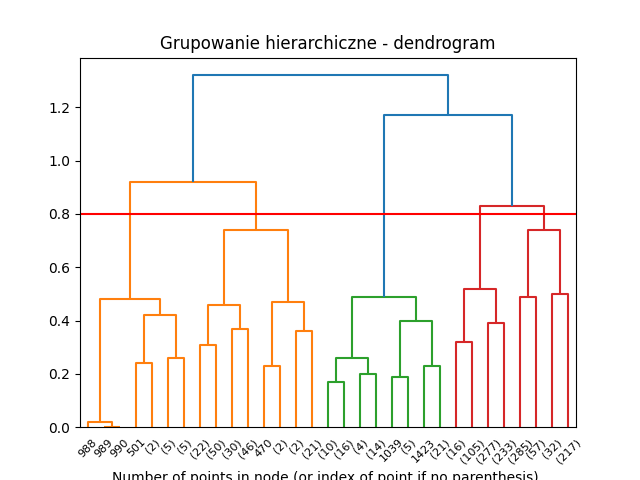 Grupowanie hierarchiczne - dendrogram
1.2
1.0
0.8
0.6
0.4
0.2
0.0
988 989 990 501 (2) (5) (5) (22) (50) (30) (46) 470 (2) (2) (21) (10) (16) (4) (14) 1039 (5) 1423 (21) (16) (105) (277) (233) (285) (57) (32) (217)
Number of points in node (or index of point if no parenthesis)